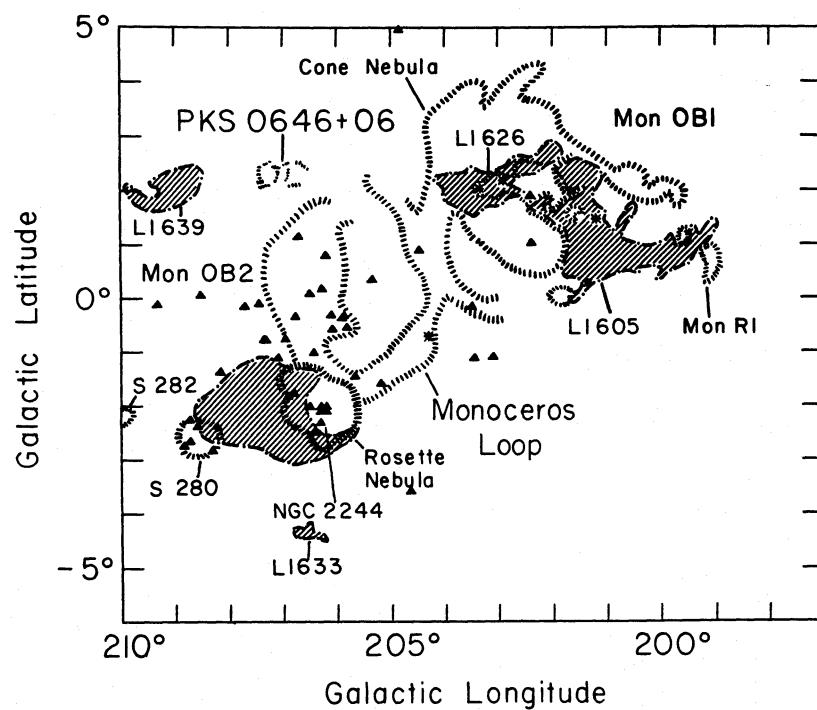 5°
Cone Nebula
Mon OB1
PKS 0646+06
L1626
L1639
Mon OB2
0°
L1605
Mon R1
S 282
Monoceros
Loop
Rosette
Nebula
S 280
NGC 2244
L1633
-5°
210°
205°
200°
Galactic Longitude
Galactic Latitude